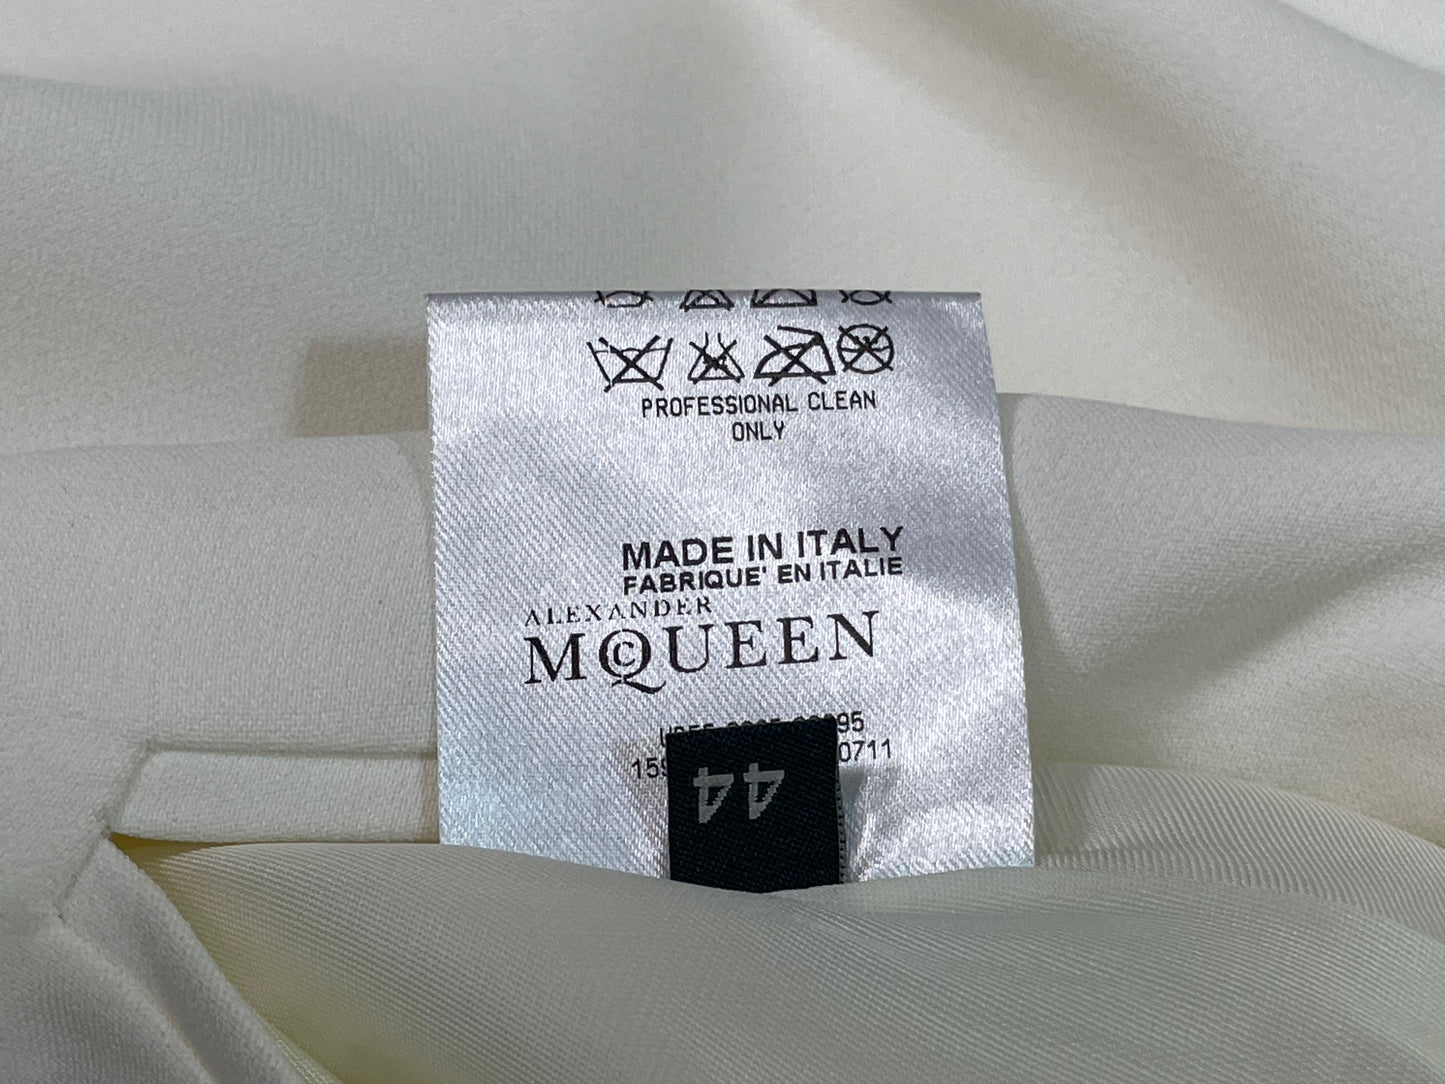 PROFESSIONAL CLEAN
ONLY
MADE IN ITALY
FABRIQUE' EN ITALIE
ALEXANDER
MCQUEEN
44